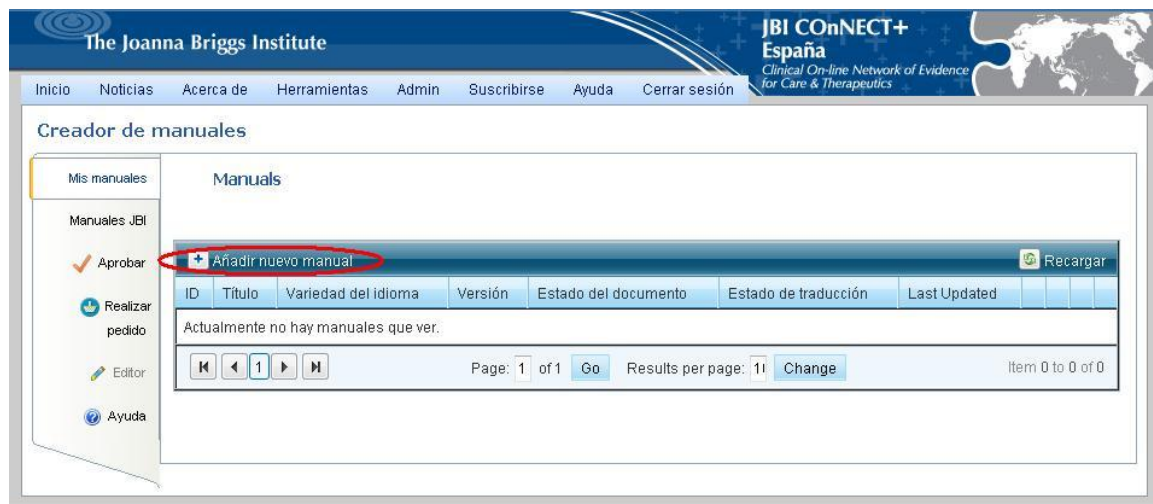 The Joanna Briggs Institute
JBI COnNECT+
España
Clinical On-line Network of Evidence
for Care & Therapeutics
Inicio Noticias Acerca de Herramientas Admin Suscribirse Ayuda Cerrar sesión
Creador de manuales
Mis manuales
Manuales JBI
Aprobar
Realizar
pedido
Editor
Ayuda
Manuals
Añadir nuevo manual Recargar
ID Título Variedad del idioma Versión Estado del documento Estado de traducción Last Updated
Actualmente no hay manuales que ver.
1 Page: 1 of 1 Go Results per page: Change Item 0 to 0 of 0